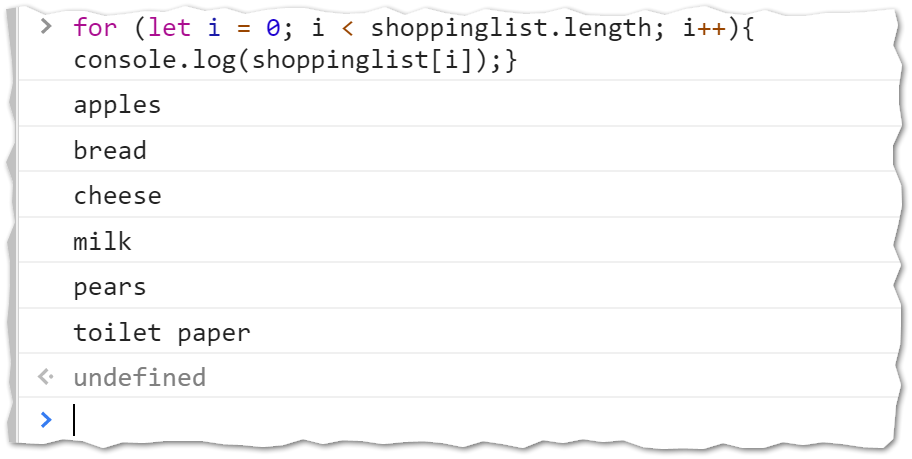 > for (let i = 0; i < shoppinglist.length; i++){
console.log(shoppinglist[i]);}
apples
bread
cheese
milk
pears
toilet paper
<· undefined
>